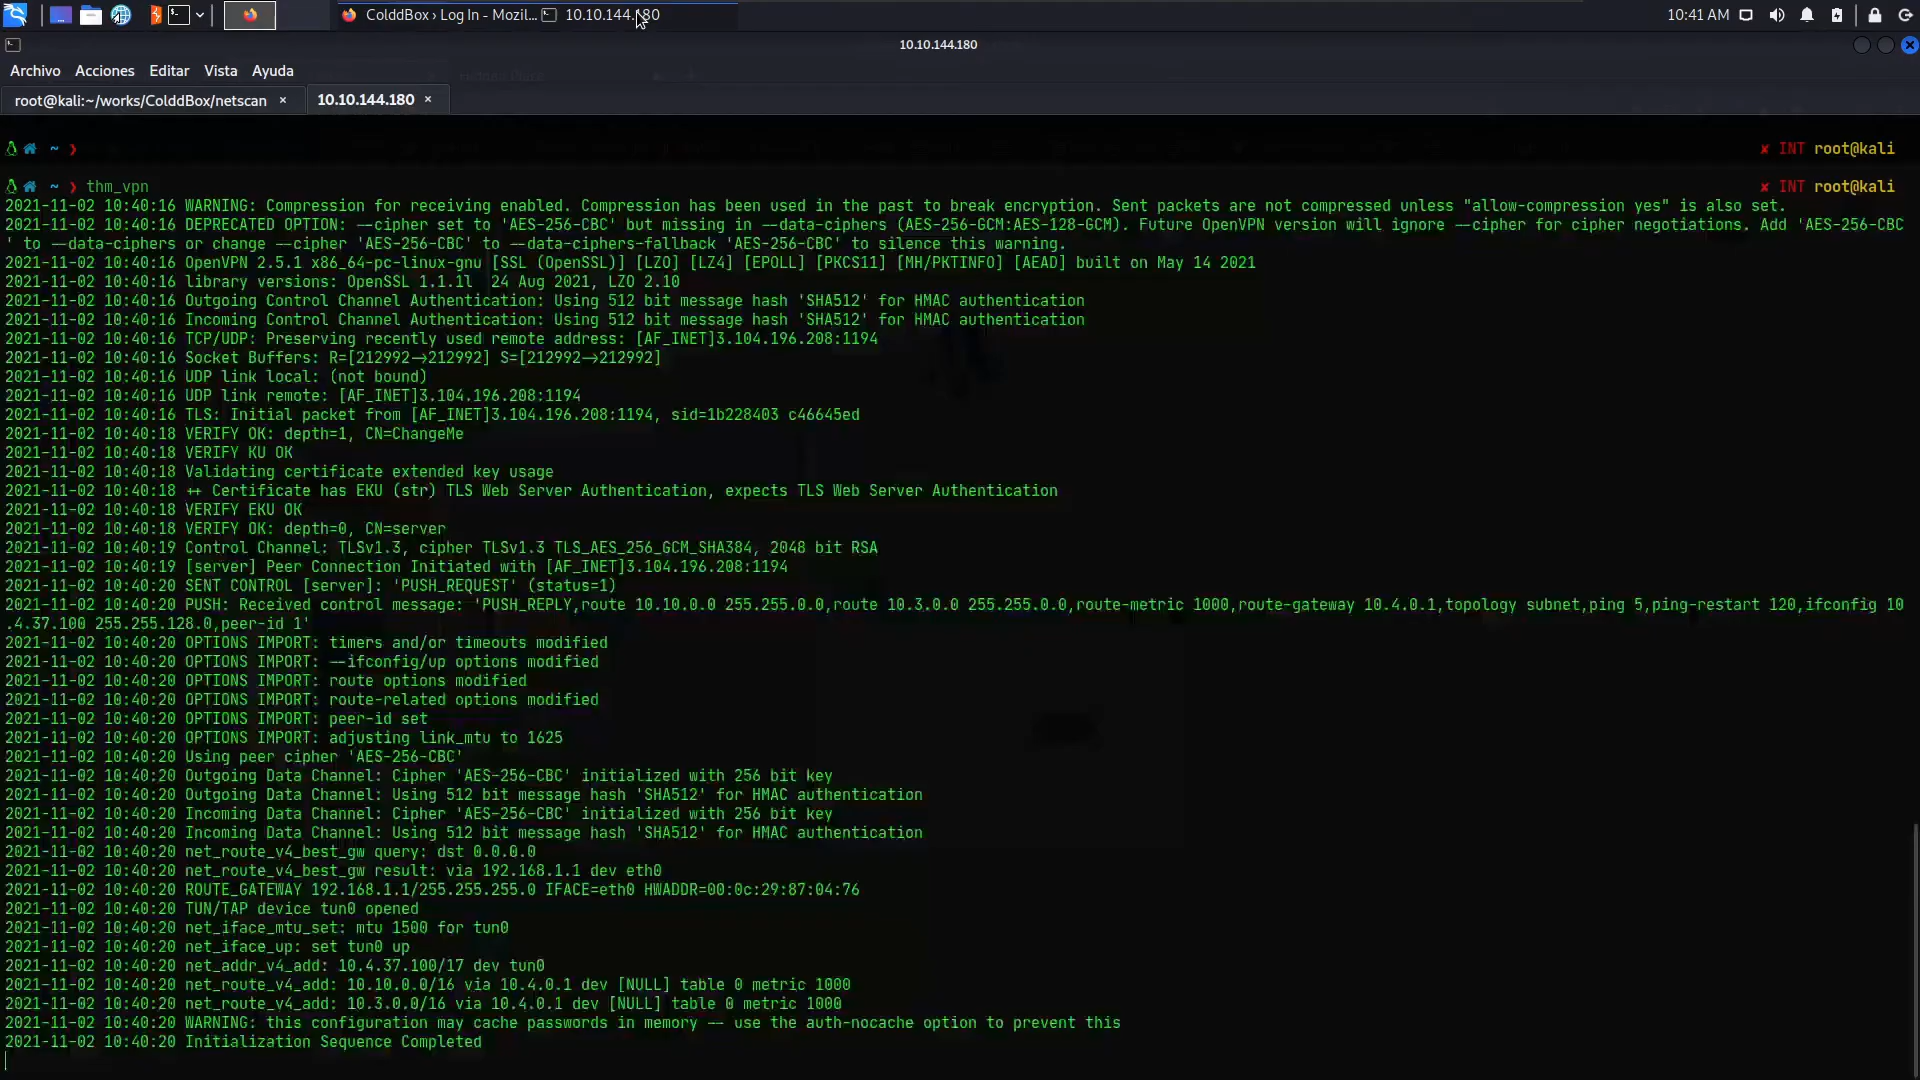 ColddBox › Log In - Mozil... 10.10.144.180 10:41 AM
10.10.144.180
Archivo Acciones Editar Vista Ayuda
root@kali:~/works/ColddBox/netscan × 10.10.144.180 ×
~ ❯ ✘ INT root@kali
~ ❯ thm_vpn ✘ INT root@kali
2021-11-02 10:40:16 WARNING: Compression for receiving enabled. Compression has been used in the past to break encryption. Sent packets are not compressed unless "allow-compression yes" is also set.
2021-11-02 10:40:16 DEPRECATED OPTION: --cipher set to 'AES-256-CBC' but missing in --data-ciphers (AES-256-GCM:AES-128-GCM). Future OpenVPN version will ignore --cipher for cipher negotiations. Add 'AES-256-CBC
' to --data-ciphers or change --cipher 'AES-256-CBC' to --data-ciphers-fallback 'AES-256-CBC' to silence this warning.
2021-11-02 10:40:16 OpenVPN 2.5.1 x86_64-pc-linux-gnu [SSL (OpenSSL)] [LZO] [LZ4] [EPOLL] [PKCS11] [MH/PKTINFO] [AEAD] built on May 14 2021
2021-11-02 10:40:16 library versions: OpenSSL 1.1.1l  24 Aug 2021, LZO 2.10
2021-11-02 10:40:16 Outgoing Control Channel Authentication: Using 512 bit message hash 'SHA512' for HMAC authentication
2021-11-02 10:40:16 Incoming Control Channel Authentication: Using 512 bit message hash 'SHA512' for HMAC authentication
2021-11-02 10:40:16 TCP/UDP: Preserving recently used remote address: [AF_INET]3.104.196.208:1194
2021-11-02 10:40:16 Socket Buffers: R=[212992->212992] S=[212992->212992]
2021-11-02 10:40:16 UDP link local: (not bound)
2021-11-02 10:40:16 UDP link remote: [AF_INET]3.104.196.208:1194
2021-11-02 10:40:16 TLS: Initial packet from [AF_INET]3.104.196.208:1194, sid=1b228403 c46645ed
2021-11-02 10:40:18 VERIFY OK: depth=1, CN=ChangeMe
2021-11-02 10:40:18 VERIFY KU OK
2021-11-02 10:40:18 Validating certificate extended key usage
2021-11-02 10:40:18 ++ Certificate has EKU (str) TLS Web Server Authentication, expects TLS Web Server Authentication
2021-11-02 10:40:18 VERIFY EKU OK
2021-11-02 10:40:18 VERIFY OK: depth=0, CN=server
2021-11-02 10:40:19 Control Channel: TLSv1.3, cipher TLSv1.3 TLS_AES_256_GCM_SHA384, 2048 bit RSA
2021-11-02 10:40:19 [server] Peer Connection Initiated with [AF_INET]3.104.196.208:1194
2021-11-02 10:40:20 SENT CONTROL [server]: 'PUSH_REQUEST' (status=1)
2021-11-02 10:40:20 PUSH: Received control message: 'PUSH_REPLY,route 10.10.0.0 255.255.0.0,route 10.3.0.0 255.255.0.0,route-metric 1000,route-gateway 10.4.0.1,topology subnet,ping 5,ping-restart 120,ifconfig 10
.4.37.100 255.255.128.0,peer-id 1'
2021-11-02 10:40:20 OPTIONS IMPORT: timers and/or timeouts modified
2021-11-02 10:40:20 OPTIONS IMPORT: --ifconfig/up options modified
2021-11-02 10:40:20 OPTIONS IMPORT: route options modified
2021-11-02 10:40:20 OPTIONS IMPORT: route-related options modified
2021-11-02 10:40:20 OPTIONS IMPORT: peer-id set
2021-11-02 10:40:20 OPTIONS IMPORT: adjusting link_mtu to 1625
2021-11-02 10:40:20 Using peer cipher 'AES-256-CBC'
2021-11-02 10:40:20 Outgoing Data Channel: Cipher 'AES-256-CBC' initialized with 256 bit key
2021-11-02 10:40:20 Outgoing Data Channel: Using 512 bit message hash 'SHA512' for HMAC authentication
2021-11-02 10:40:20 Incoming Data Channel: Cipher 'AES-256-CBC' initialized with 256 bit key
2021-11-02 10:40:20 Incoming Data Channel: Using 512 bit message hash 'SHA512' for HMAC authentication
2021-11-02 10:40:20 net_route_v4_best_gw query: dst 0.0.0.0
2021-11-02 10:40:20 net_route_v4_best_gw result: via 192.168.1.1 dev eth0
2021-11-02 10:40:20 ROUTE_GATEWAY 192.168.1.1/255.255.255.0 IFACE=eth0 HWADDR=00:0c:29:87:04:76
2021-11-02 10:40:20 TUN/TAP device tun0 opened
2021-11-02 10:40:20 net_iface_mtu_set: mtu 1500 for tun0
2021-11-02 10:40:20 net_iface_up: set tun0 up
2021-11-02 10:40:20 net_addr_v4_add: 10.4.37.100/17 dev tun0
2021-11-02 10:40:20 net_route_v4_add: 10.10.0.0/16 via 10.4.0.1 dev [NULL] table 0 metric 1000
2021-11-02 10:40:20 net_route_v4_add: 10.3.0.0/16 via 10.4.0.1 dev [NULL] table 0 metric 1000
2021-11-02 10:40:20 WARNING: this configuration may cache passwords in memory -- use the auth-nocache option to prevent this
2021-11-02 10:40:20 Initialization Sequence Completed